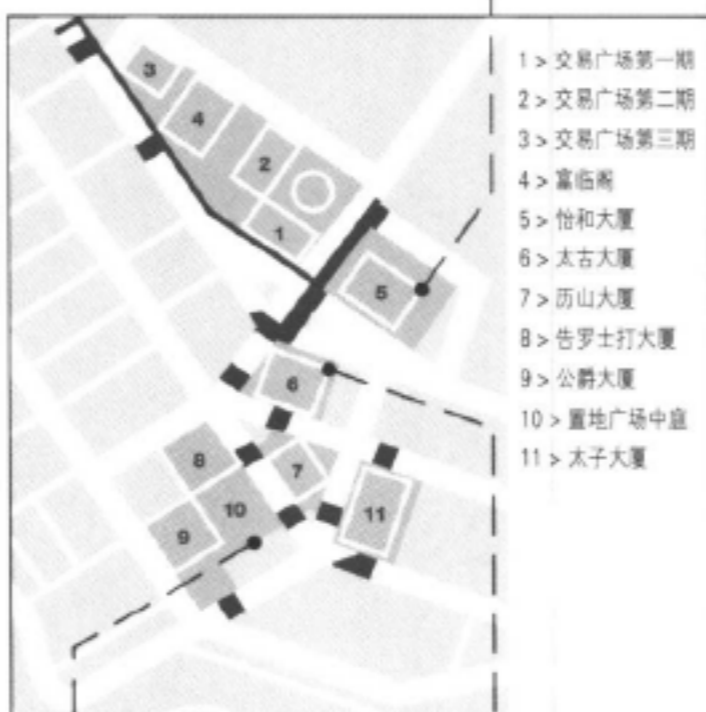 1 > 交易广场第一期
2 > 交易广场第二期
3 > 交易广场第三期
4 > 富临阁
5 > 怡和大厦
6 > 太古大厦
7 > 历山大厦
8 > 告罗士打大厦
9 > 公爵大厦
10 > 置地广场中庭
11 > 太子大厦
3
4
2
1
5
6
8
7
10
11
9